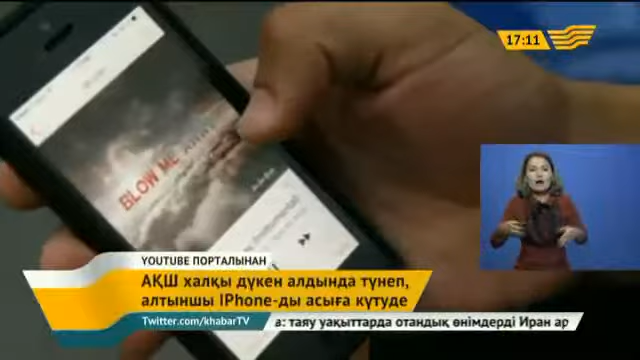 17:11
BLOW ME
YOUTUBE ПОРТАЛЫНАН
АҚШ халқы дүкен алдында түнеп,
алтыншы IPhone-ды асыға күтуде
Twitter.com/khabarTV
а: таяу уақыттарда отандық өнімдерді Иран ар